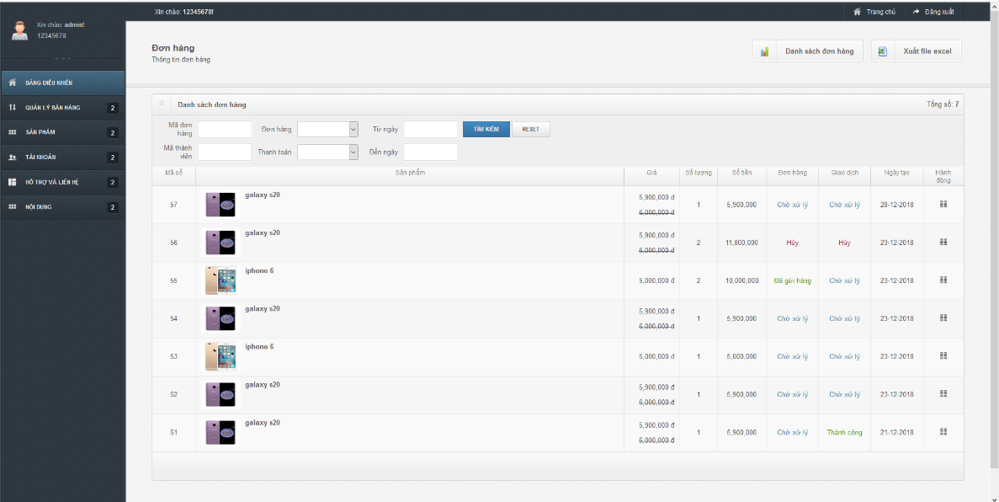 Xin chào: 12345678!
Trang chủ
Đăng xuất
Xin chào: admin!
12345678
BẢNG ĐIỀU KHIỂN
QUẢN LÝ BÁN HÀNG 2
SẢN PHẨM 2
TÀI KHOẢN 2
HỖ TRỢ VÀ LIÊN HỆ 2
NỘI DUNG 2
Đơn hàng
Thông tin đơn hàng
Danh sách đơn hàng
Xuất file excel
Danh sách đơn hàng
Tổng số: 7
Mã đơn hàng
Đơn hàng
Từ ngày
TÌM KIẾM
RESET
Mã thành viên
Thanh toán
Đến ngày
Mã số Sản phẩm Giá Số lượng Số tiền Đơn hàng Giao dịch Ngày tạo Hành động
57 galaxy s20 5,900,000 đ 6,000,000 đ 1 5,900,000 Chờ xử lý Chờ xử lý 28-12-2018
56 galaxy s20 5,900,000 đ 6,000,000 đ 2 11,800,000 Hủy Hủy 23-12-2018
55 iphone 6 5,000,000 đ 2 10,000,000 Đã gửi hàng Chờ xử lý 23-12-2018
54 galaxy s20 5,900,000 đ 6,000,000 đ 1 5,900,000 Chờ xử lý Chờ xử lý 23-12-2018
53 iphone 6 5,000,000 đ 1 5,000,000 Chờ xử lý Chờ xử lý 23-12-2018
52 galaxy s20 5,900,000 đ 6,000,000 đ 1 5,900,000 Chờ xử lý Chờ xử lý 23-12-2018
51 galaxy s20 5,900,000 đ 6,000,000 đ 1 5,900,000 Chờ xử lý Thành công 21-12-2018